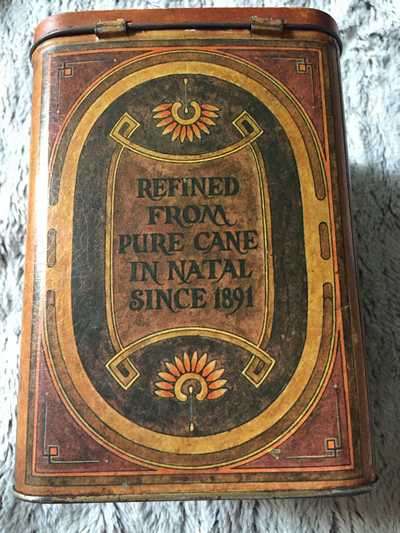 REFINED
FROM
PURE CANE
IN NATAL
SINCE 1891